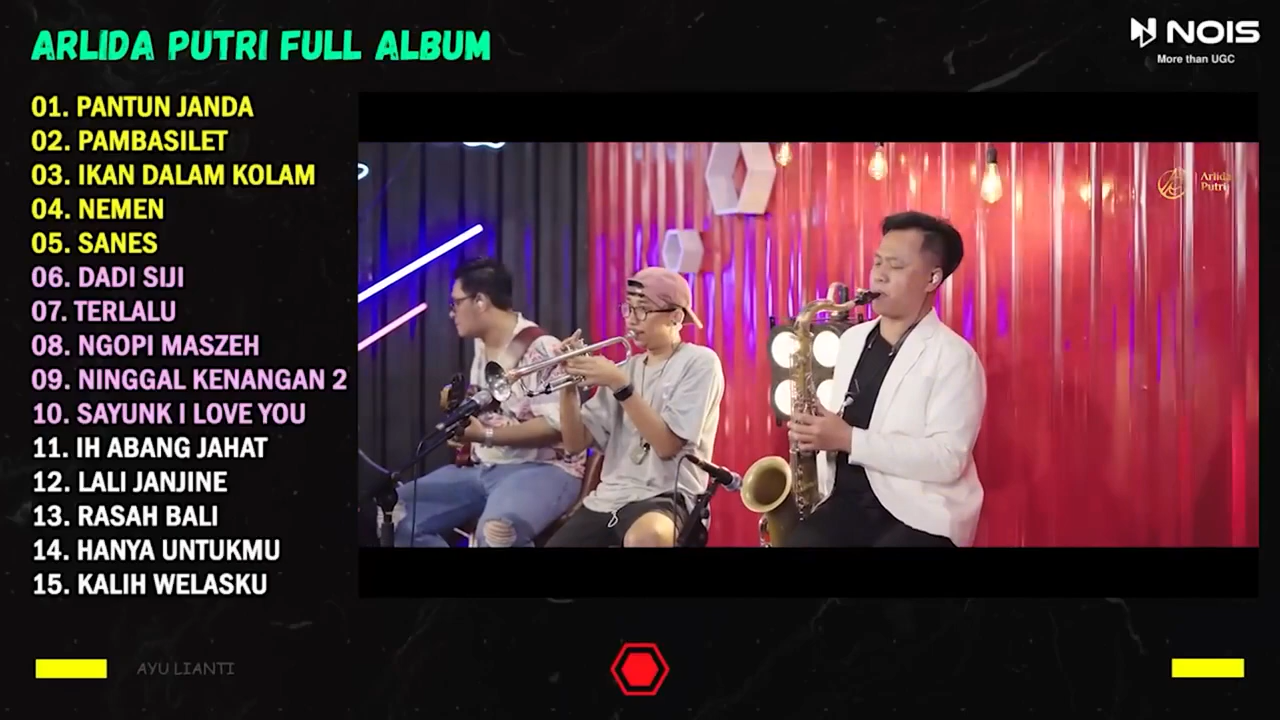 ARLIDA PUTRI FULL ALBUM
NOIS
More than UGC
01. PANTUN JANDA
02. PAMBASILET
03. IKAN DALAM KOLAM
04. NEMEN
05. SANES
06. DADI SIJI
07. TERLALU
08. NGOPI MASZEH
09. NINGGAL KENANGAN 2
10. SAYUNK I LOVE YOU
11. IH ABANG JAHAT
12. LALI JANJINE
13. RASAH BALI
14. HANYA UNTUKMU
15. KALIH WELASKU
Arlida
Putri
AYU LIANTI